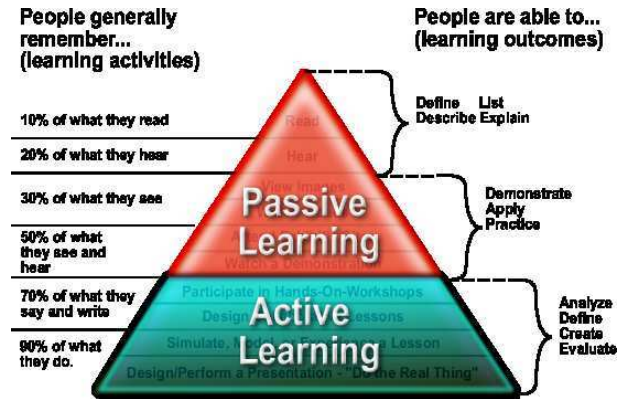 People generally
remember...
(learning activities)
People are able to...
(learning outcomes)
10% of what they read
Read
Define List
Describe Explain
20% of what they hear
Hear
30% of what they see
View Images
Passive
Learning
Demonstrate
Apply
Practice
50% of what
they see and
hear
Watch a Demonstration
70% of what they
say and write
Participate in Hands-On-Workshops
Design Lessons
Active
Learning
Analyze
Define
Create
Evaluate
90% of what
they do.
Simulate, a Lesson
Design/Perform a Presentation - "Do the Real Thing"